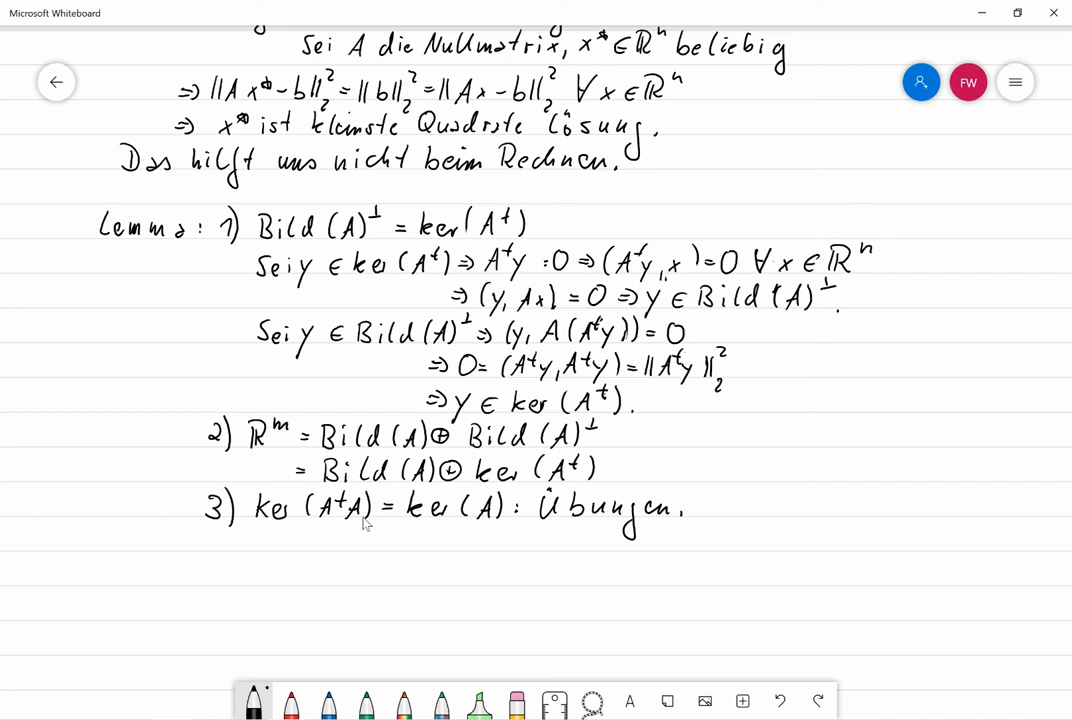 Microsoft Whiteboard
Sei A die Nullmatrix, x* ∈ ℝⁿ beliebig
FW
⇒ ||A x* - b||₂² = ||b||₂² = ||Ax - b||₂² ∀ x ∈ ℝⁿ
⇒ x* ist kleinste Quadrate Lösung.
Das hilft uns nicht beim Rechnen.
Lemma: 1) Bild (A)^⊥ = ker(Aᵗ)
Sei y ∈ ker (Aᵗ) ⇒ Aᵗy = 0 ⇒ (Aᵗy, x) = 0 ∀ x ∈ ℝⁿ
⇒ (y, Ax) = 0 ⇒ y ∈ Bild (A)^⊥.
Sei y ∈ Bild (A)^⊥ ⇒ (y, A (Aᵗy)) = 0
⇒ 0 = (Aᵗy, Aᵗy) = ||Aᵗy||₂²
⇒ y ∈ ker (Aᵗ).
2) ℝᵐ = Bild (A) ⊕ Bild (A)^⊥
= Bild (A) ⊕ ker (Aᵗ)
3) ker (AᵗA) = ker (A) : Übungen.
A